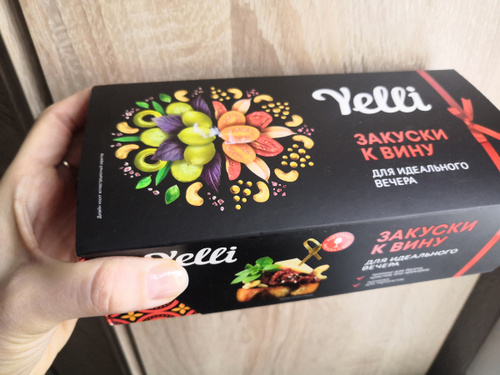 Yelli
ЗАКУСКИ
К ВИНУ
ДЛЯ ИДЕАЛЬНОГО
ВЕЧЕРА
Yelli
ЗАКУСКИ
К ВИНУ
ДЛЯ ИДЕАЛЬНОГО
ВЕЧЕРА